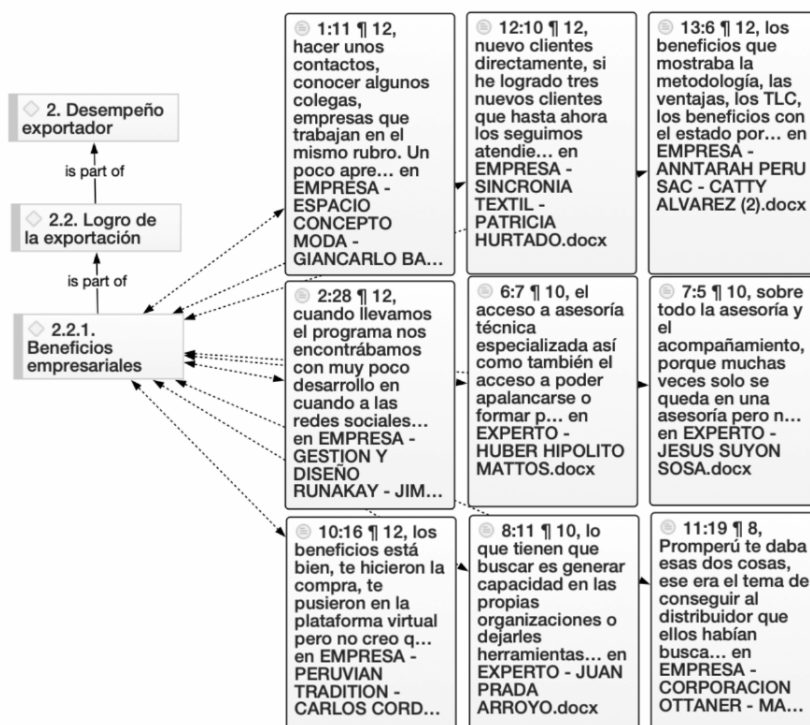 2. Desempeño
exportador
is part of
2.2. Logro de
la exportación
is part of
2.2.1.
Beneficios
empresariales
1:11 ¶ 12,
hacer unos
contactos,
conocer algunos
colegas,
empresas que
trabajan en el
mismo rubro. Un
poco apre... en
EMPRESA -
ESPACIO
CONCEPTO
MODA -
GIANCARLO BA...
12:10 ¶ 12,
nuevo clientes
directamente, si
he logrado tres
nuevos clientes
que hasta ahora
los seguimos
atendie... en
EMPRESA -
SINCRONIA
TEXTIL -
PATRICIA
HURTADO.docx
13:6 ¶ 12, los
beneficios que
mostraba la
metodología, las
ventajas, los TLC,
los beneficios con
el estado por... en
EMPRESA -
ANNTARAH PERU
SAC - CATTY
ALVAREZ (2).docx
2:28 ¶ 12,
cuando llevamos
el programa nos
encontrábamos
con muy poco
desarrollo en
cuando a las
redes sociales...
en EMPRESA -
GESTION Y
DISEÑO
RUNAKAY - JIM...
6:7 ¶ 10, el
acceso a asesoría
técnica
especializada así
como también el
acceso a poder
apalancarse o
formar p... en
EXPERTO -
HUBER HIPOLITO
MATTOS.docx
7:5 ¶ 10, sobre
todo la asesoría y
el
acompañamiento,
porque muchas
veces solo se
queda en una
asesoría pero n...
en EXPERTO -
JESUS SUYON
SOSA.docx
10:16 ¶ 12, los
beneficios está
bien, te hicieron la
compra, te
pusieron en la
plataforma virtual
pero no creo q...
en EMPRESA -
PERUVIAN
TRADITION -
CARLOS CORD...
8:11 ¶ 10, lo
que tienen que
buscar es generar
capacidad en las
propias
organizaciones o
dejarles
herramientas... en
EXPERTO - JUAN
PRADA
ARROYO.docx
11:19 ¶ 8,
Promperú te daba
esas dos cosas,
ese era el tema de
conseguir al
distribuidor que
ellos habían
busca... en
EMPRESA -
CORPORACION
OTTANER - MA...